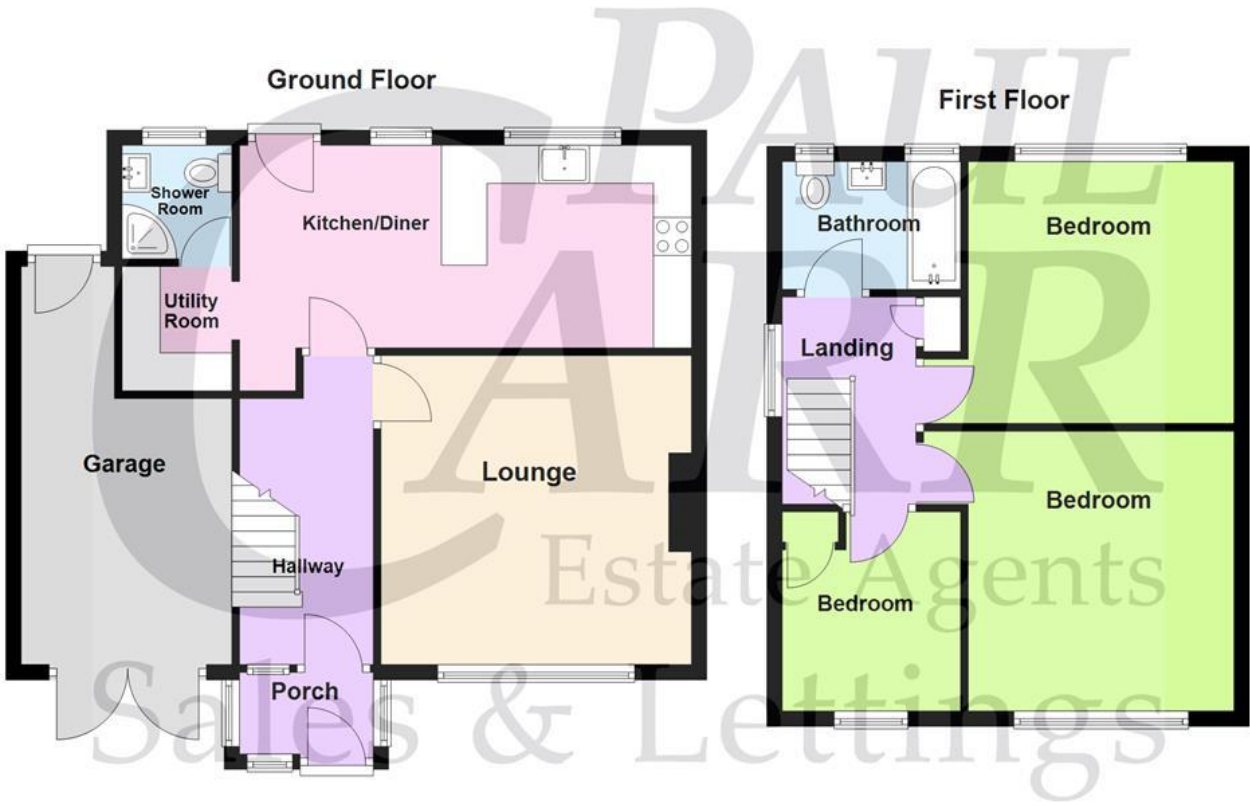 Ground Floor
First Floor
PAUL
CARR
Estate Agents
Sales & Lettings
Shower
Room
Kitchen/Diner
Utility
Room
Garage
Lounge
Hallway
Porch
Bathroom
Bedroom
Landing
Bedroom
Bedroom